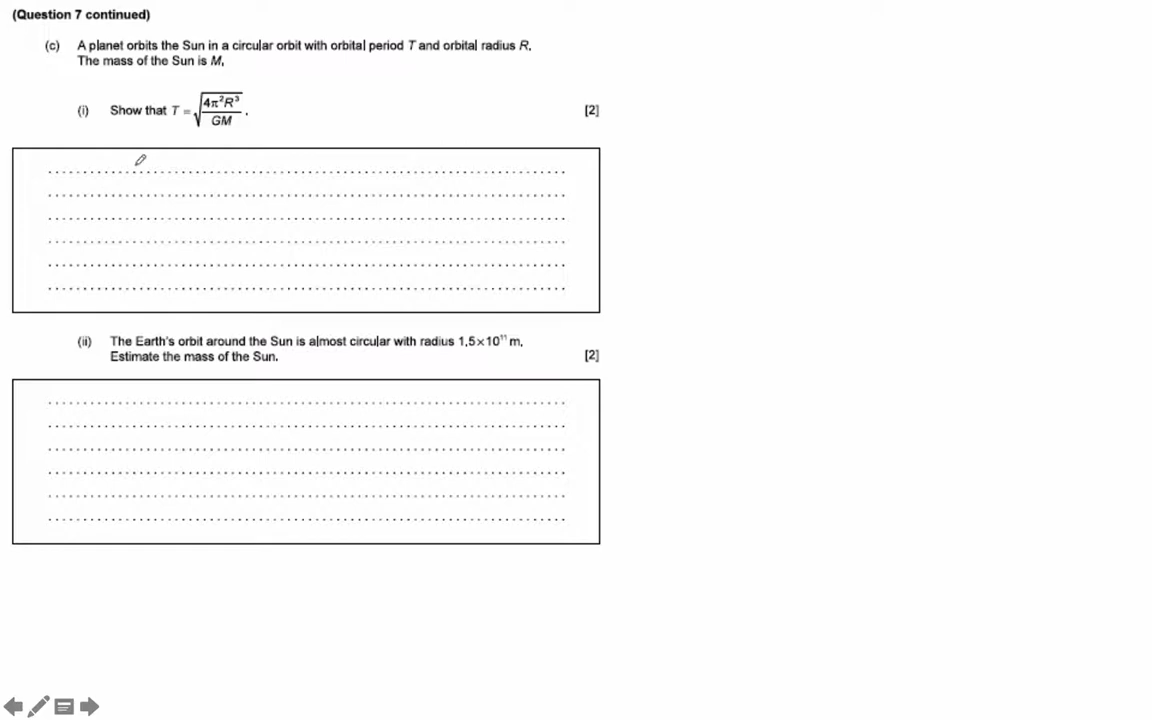 (Question 7 continued)
(c) A planet orbits the Sun in a circular orbit with orbital period T and orbital radius R.
The mass of the Sun is M.
(i) Show that T = √(4π²R³/GM). [2]
(ii) The Earth's orbit around the Sun is almost circular with radius 1.5×10¹¹ m.
Estimate the mass of the Sun. [2]